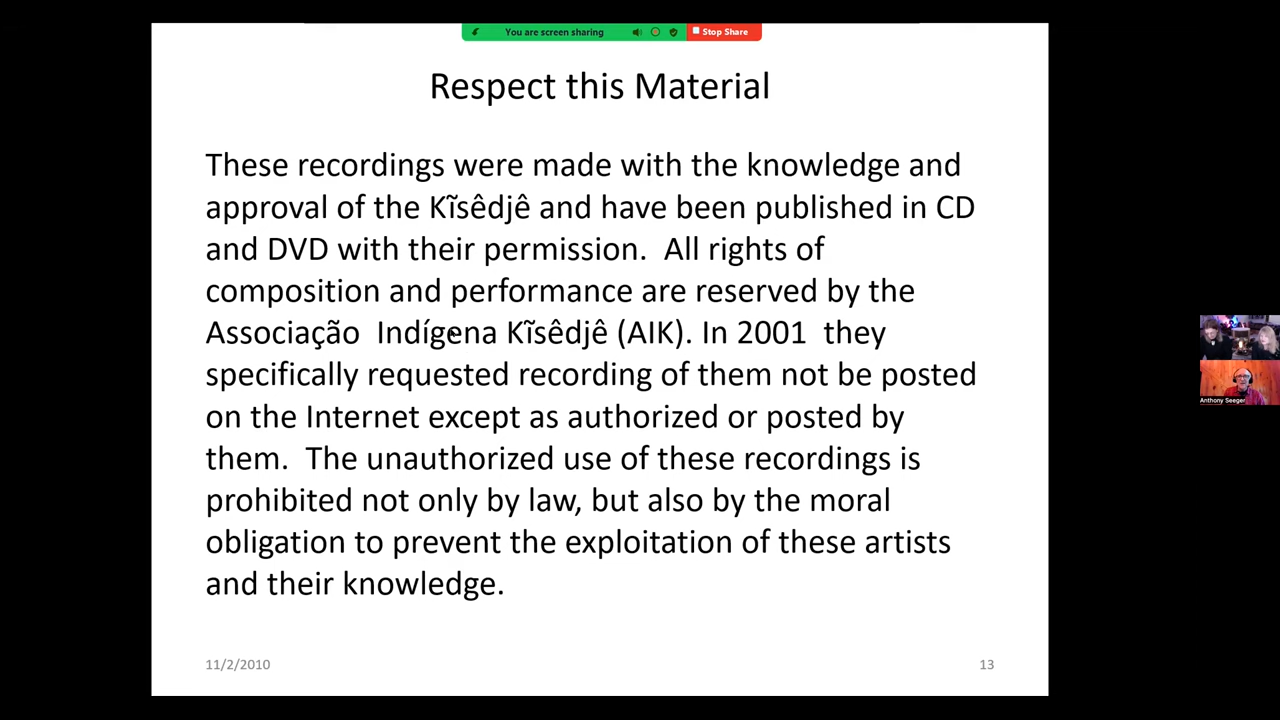 You are screen sharing
Stop Share
Respect this Material
These recordings were made with the knowledge and
approval of the Kĩsêdjê and have been published in CD
and DVD with their permission.  All rights of
composition and performance are reserved by the
Associação  Indígena Kĩsêdjê (AIK). In 2001  they
specifically requested recording of them not be posted
on the Internet except as authorized or posted by
them.  The unauthorized use of these recordings is
prohibited not only by law, but also by the moral
obligation to prevent the exploitation of these artists
and their knowledge.
Anthony Seeger
11/2/2010
13